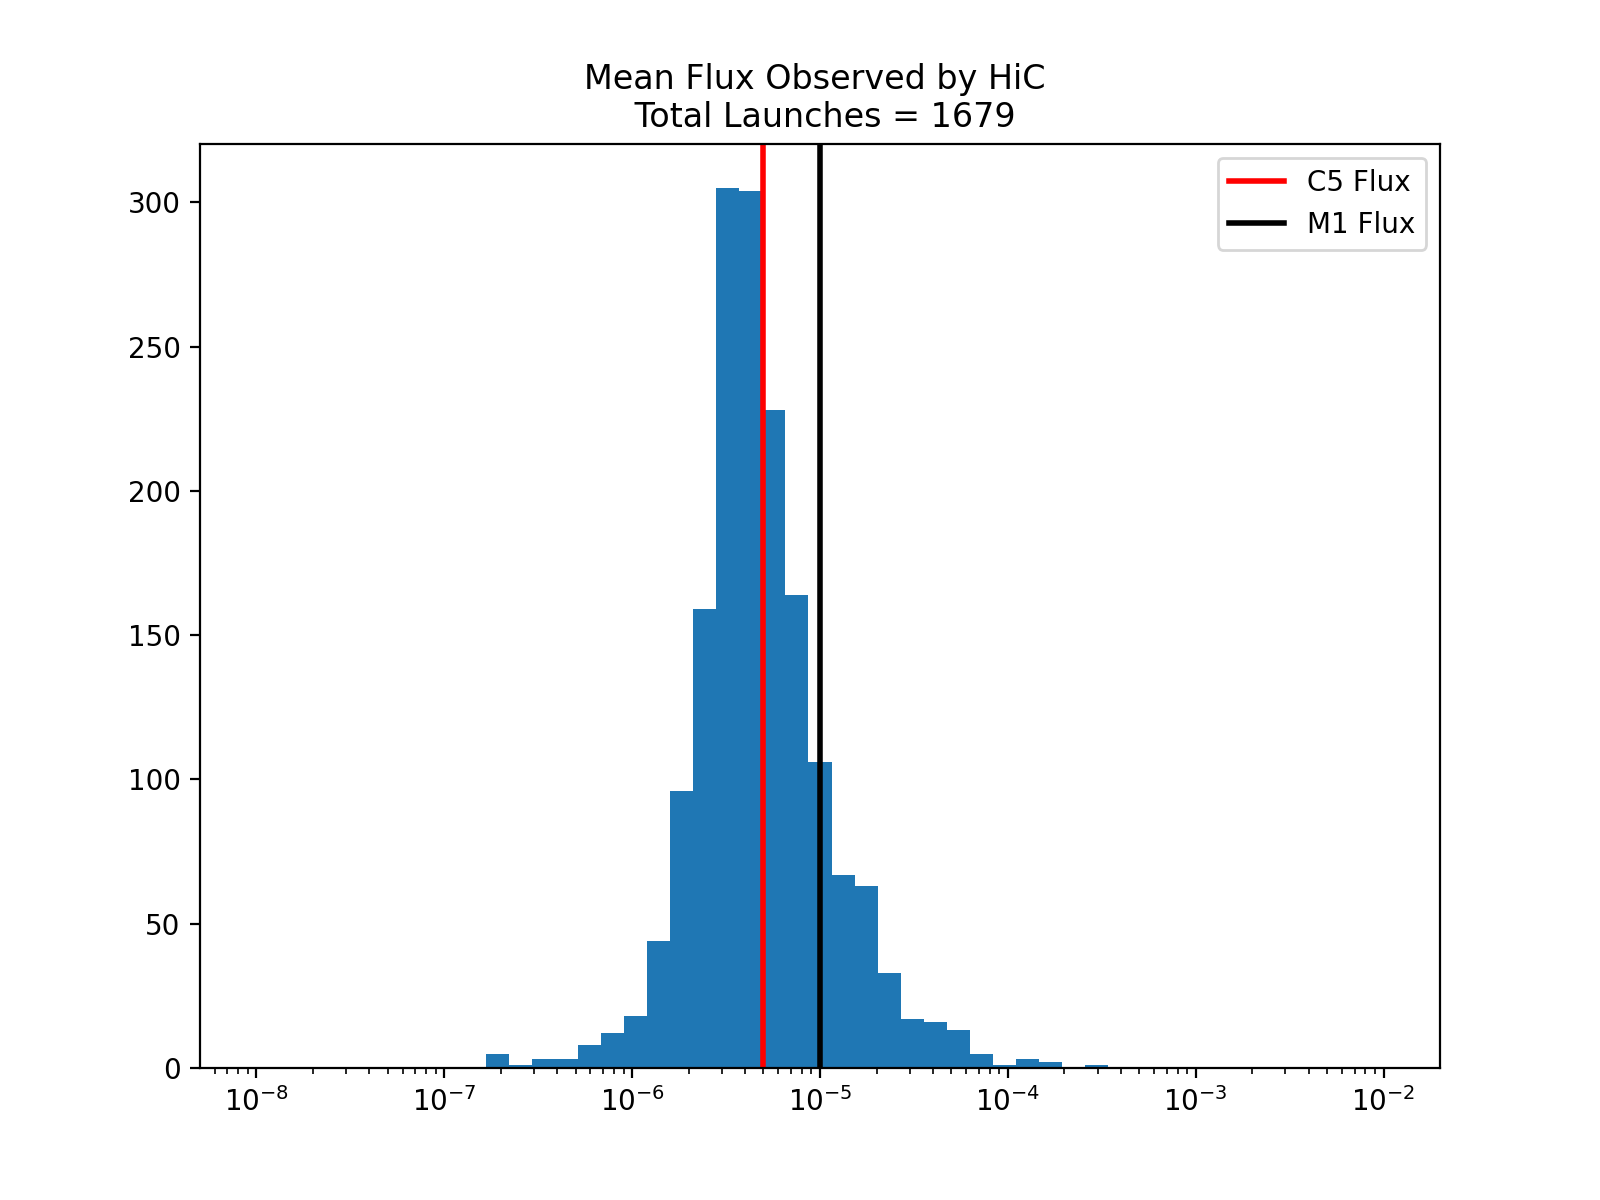 Mean Flux Observed by HiC
Total Launches = 1679
C5 Flux
M1 Flux
300
250
200
150
100
50
0
10⁻⁸ 10⁻⁷ 10⁻⁶ 10⁻⁵ 10⁻⁴ 10⁻³ 10⁻²